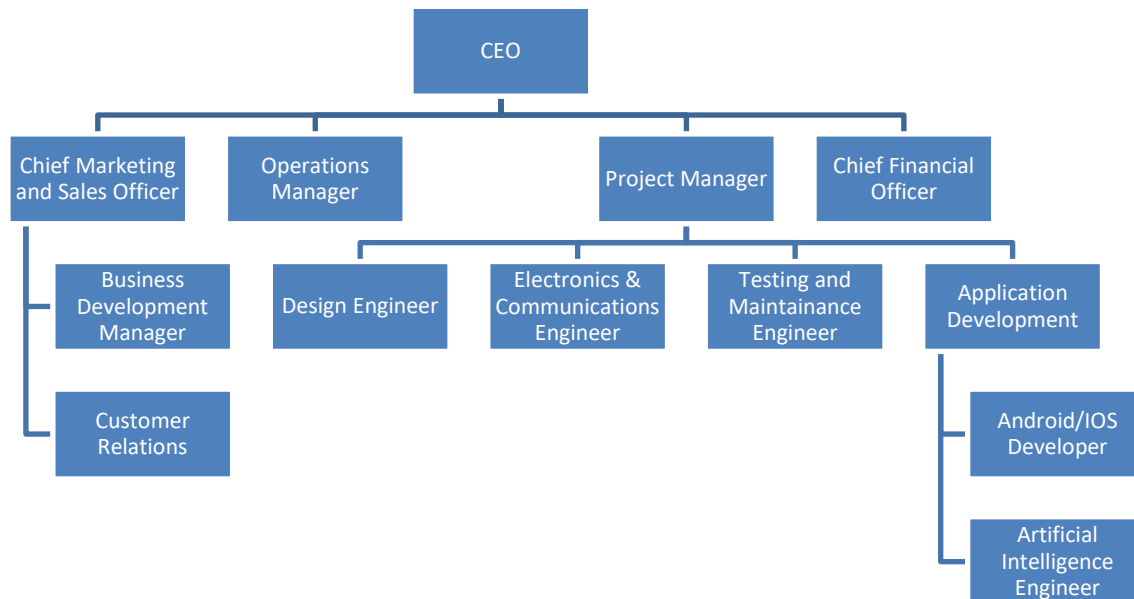 CEO
Chief Marketing
and Sales Officer
Operations
Manager
Project Manager
Chief Financial
Officer
Business
Development
Manager
Design Engineer
Electronics &
Communications
Engineer
Testing and
Maintainance
Engineer
Application
Development
Customer
Relations
Android/IOS
Developer
Artificial
Intelligence
Engineer